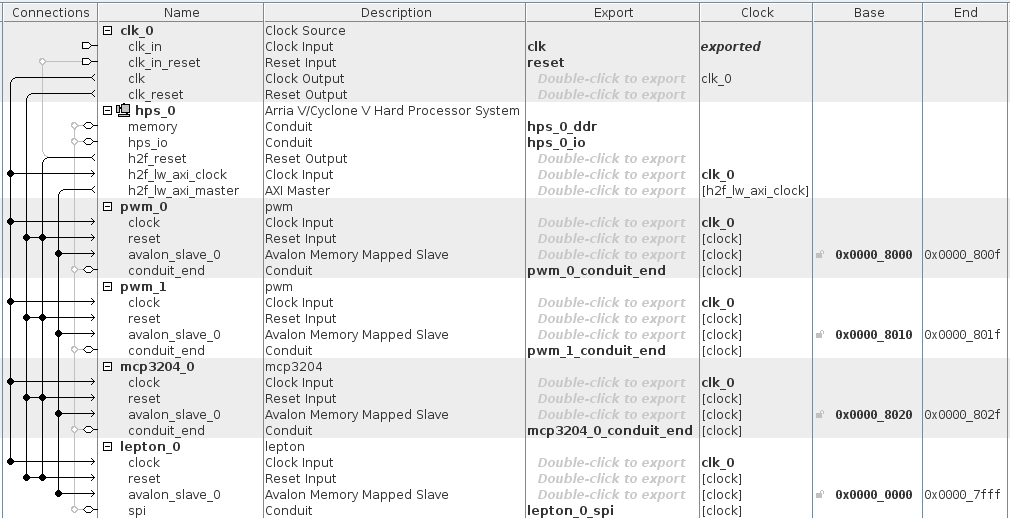 Connections Name Description Export Clock Base End
clk_0 Clock Source
clk_in Clock Input clk exported
clk_in_reset Reset Input reset
clk Clock Output Double-click to export clk_0
clk_reset Reset Output Double-click to export
hps_0 Arria V/Cyclone V Hard Processor System
memory Conduit hps_0_ddr
hps_io Conduit hps_0_io
h2f_reset Reset Output Double-click to export
h2f_lw_axi_clock Clock Input Double-click to export clk_0
h2f_lw_axi_master AXI Master Double-click to export [h2f_lw_axi_clock]
pwm_0 pwm
clock Clock Input Double-click to export clk_0
reset Reset Input Double-click to export [clock]
avalon_slave_0 Avalon Memory Mapped Slave Double-click to export [clock] 0x0000_8000 0x0000_800f
conduit_end Conduit pwm_0_conduit_end [clock]
pwm_1 pwm
clock Clock Input Double-click to export clk_0
reset Reset Input Double-click to export [clock]
avalon_slave_0 Avalon Memory Mapped Slave Double-click to export [clock] 0x0000_8010 0x0000_801f
conduit_end Conduit pwm_1_conduit_end [clock]
mcp3204_0 mcp3204
clock Clock Input Double-click to export clk_0
reset Reset Input Double-click to export [clock]
avalon_slave_0 Avalon Memory Mapped Slave Double-click to export [clock] 0x0000_8020 0x0000_802f
conduit_end Conduit mcp3204_0_conduit_end [clock]
lepton_0 lepton
clock Clock Input Double-click to export clk_0
reset Reset Input Double-click to export [clock]
avalon_slave_0 Avalon Memory Mapped Slave Double-click to export [clock] 0x0000_0000 0x0000_7fff
spi Conduit lepton_0_spi [clock]